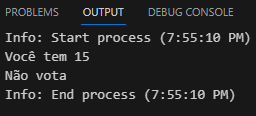 PROBLEMS OUTPUT DEBUG CONSOLE
Info: Start process (7:55:10 PM)
Você tem 15
Não vota
Info: End process (7:55:10 PM)